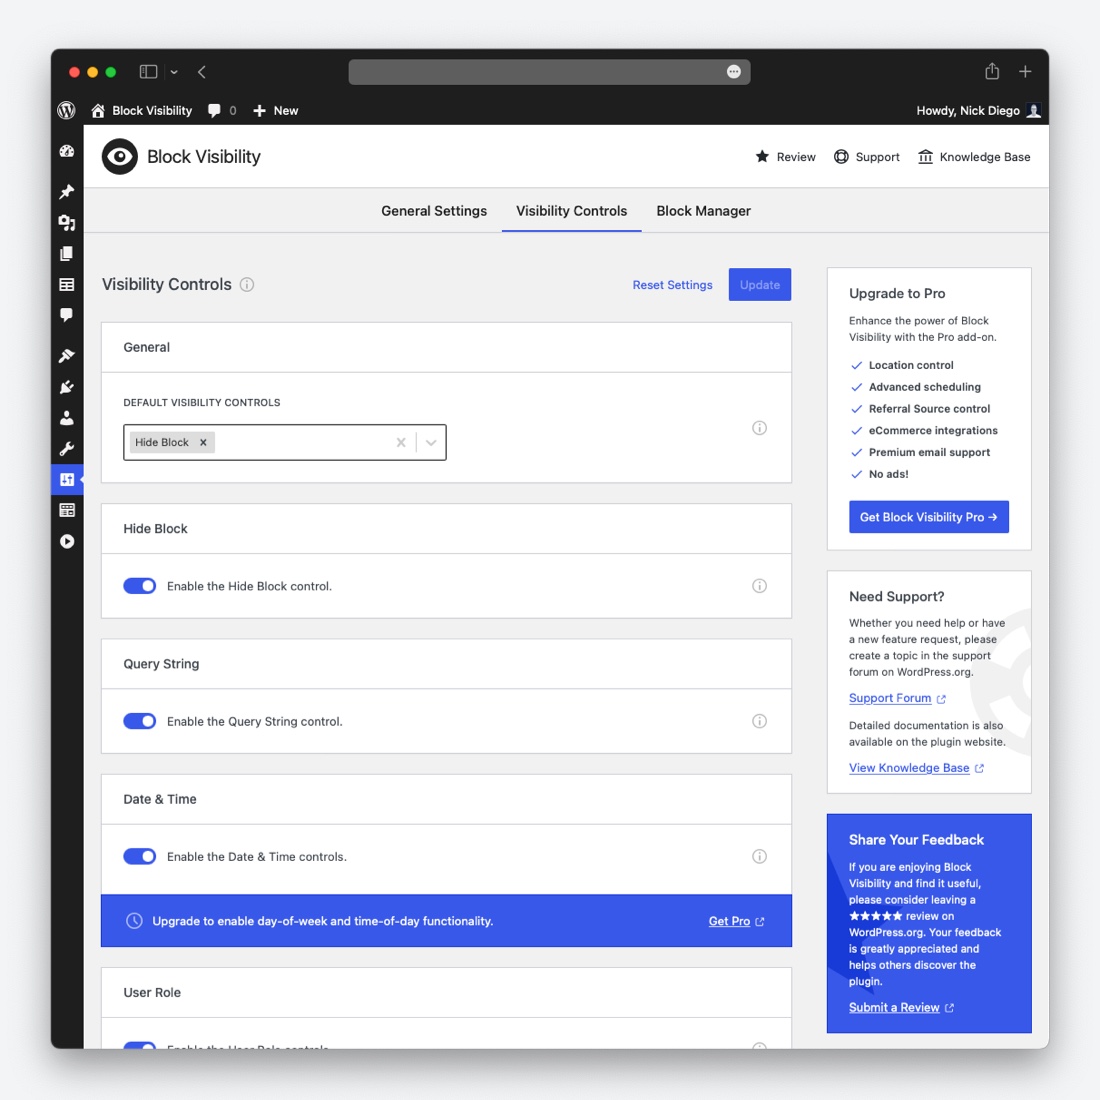 Block Visibility
0
New
Howdy, Nick Diego
Block Visibility
Review
Support
Knowledge Base
General Settings
Visibility Controls
Block Manager
Visibility Controls
Reset Settings
Update
General
DEFAULT VISIBILITY CONTROLS
Hide Block
Hide Block
Enable the Hide Block control.
Query String
Enable the Query String control.
Date & Time
Enable the Date & Time controls.
Upgrade to enable day-of-week and time-of-day functionality.
Get Pro
User Role
Enable the User Role controls.
Upgrade to Pro
Enhance the power of Block
Visibility with the Pro add-on.
Location control
Advanced scheduling
Referral Source control
eCommerce integrations
Premium email support
No ads!
Get Block Visibility Pro →
Need Support?
Whether you need help or have
a new feature request, please
create a topic in the support
forum on WordPress.org.
Support Forum
Detailed documentation is also
available on the plugin website.
View Knowledge Base
Share Your Feedback
If you are enjoying Block
Visibility and find it useful,
please consider leaving a
★★★★★ review on
WordPress.org. Your feedback
is greatly appreciated and
helps others discover the
plugin.
Submit a Review